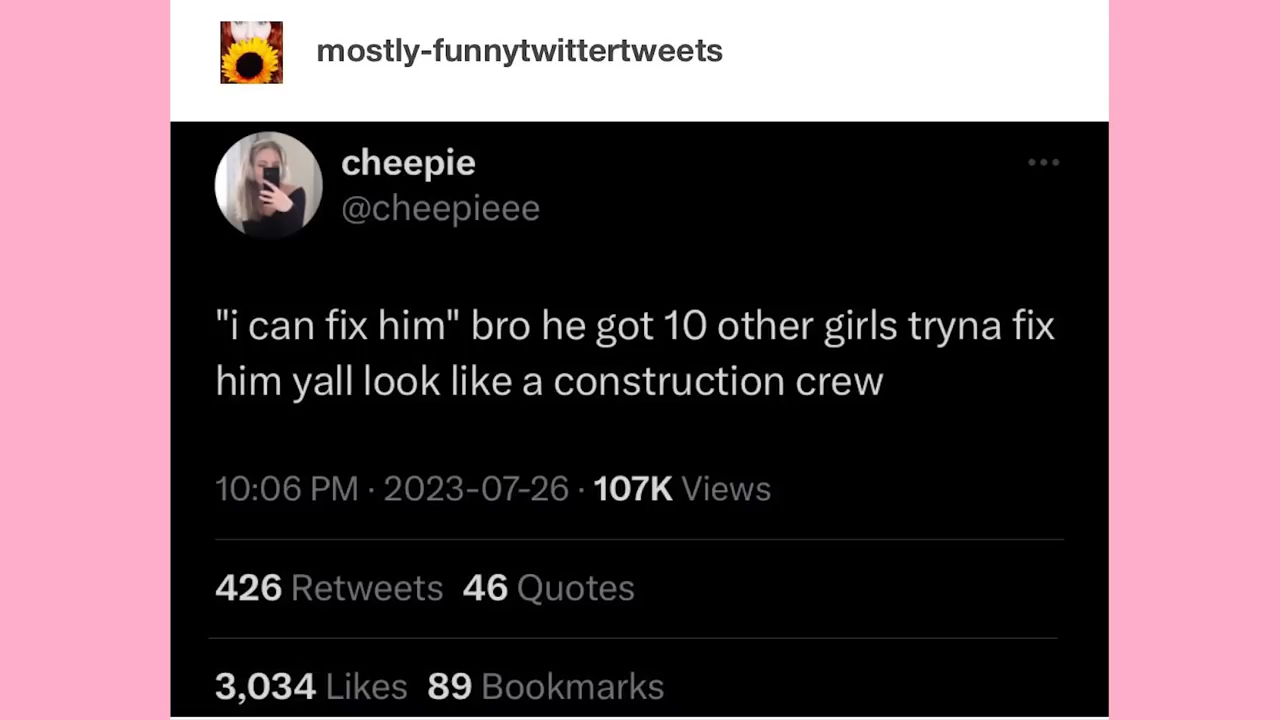 mostly-funnytwittertweets
cheepie
@cheepieee
"i can fix him" bro he got 10 other girls tryna fix
him yall look like a construction crew
10:06 PM · 2023-07-26 · 107K Views
426 Retweets 46 Quotes
3,034 Likes 89 Bookmarks